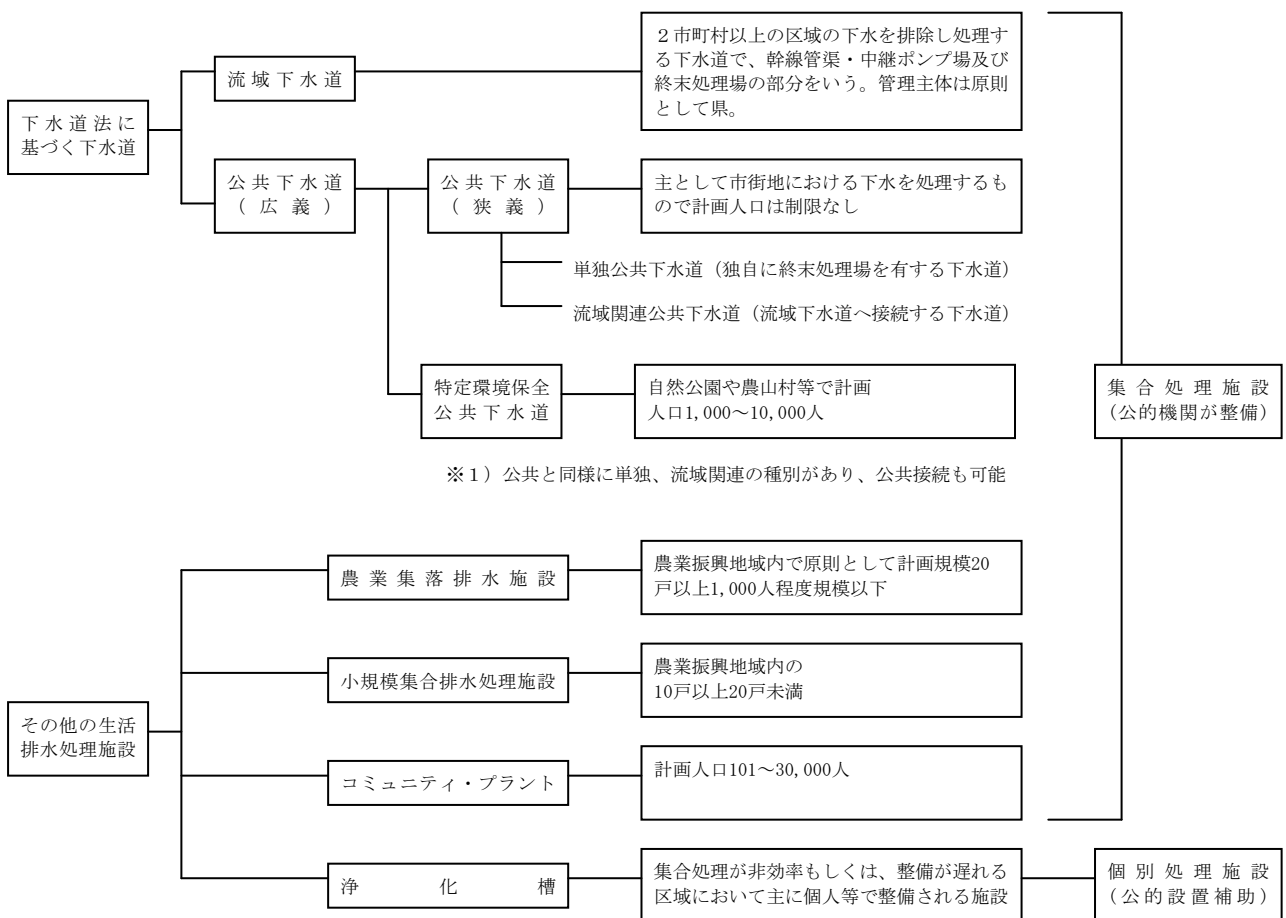 下水道法に
基づく下水道
流域下水道
２市町村以上の区域の下水を排除し処理す
る下水道で、幹線管渠・中継ポンプ場及び
終末処理場の部分をいう。管理主体は原則
として県。
公共下水道
(広義)
公共下水道
(狭義)
主として市街地における下水を処理するも
ので計画人口は制限なし
単独公共下水道（独自に終末処理場を有する下水道）
流域関連公共下水道（流域下水道へ接続する下水道）
特定環境保全
公共下水道
自然公園や農山村等で計画
人口1,000～10,000人
※１）公共と同様に単独、流域関連の種別があり、公共接続も可能
集合処理施設
(公的機関が整備)
その他の生活
排水処理施設
農業集落排水施設
農業振興地域内で原則として計画規模20
戸以上1,000人程度規模以下
小規模集合排水処理施設
農業振興地域内の
10戸以上20戸未満
コミュニティ・プラント
計画人口101～30,000人
浄化槽
集合処理が非効率もしくは、整備が遅れる
区域において主に個人等で整備される施設
個別処理施設
(公的設置補助)